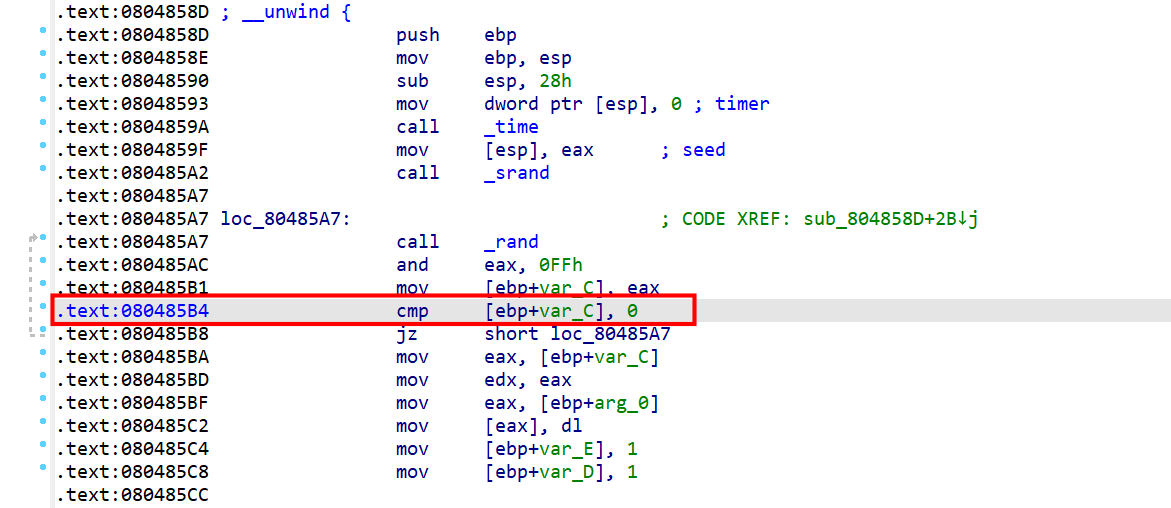 .text:0804858D ; __unwind {
.text:0804858D push ebp
.text:0804858E mov ebp, esp
.text:08048590 sub esp, 28h
.text:08048593 mov dword ptr [esp], 0 ; timer
.text:0804859A call _time
.text:0804859F mov [esp], eax ; seed
.text:080485A2 call _srand
.text:080485A7
.text:080485A7 loc_80485A7: ; CODE XREF: sub_804858D+2B↓j
.text:080485A7 call _rand
.text:080485AC and eax, 0FFh
.text:080485B1 mov [ebp+var_C], eax
.text:080485B4 cmp [ebp+var_C], 0
.text:080485B8 jz short loc_80485A7
.text:080485BA mov eax, [ebp+var_C]
.text:080485BD mov edx, eax
.text:080485BF mov eax, [ebp+arg_0]
.text:080485C2 mov [eax], dl
.text:080485C4 mov [ebp+var_E], 1
.text:080485C8 mov [ebp+var_D], 1
.text:080485CC